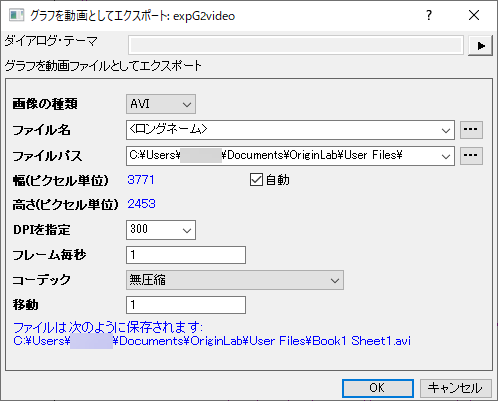 グラフを動画としてエクスポート: expG2video
ダイアログ・テーマ
グラフを動画ファイルとしてエクスポート
画像の種類 AVI
ファイル名 <ロングネーム>
ファイルパス C:¥Users¥ ¥Documents¥OriginLab¥User Files¥
幅(ピクセル単位) 3771 自動
高さ(ピクセル単位) 2453
DPIを指定 300
フレーム毎秒 1
コーデック 無圧縮
移動 1
ファイルは次のように保存されます:
C:¥Users¥ ¥Documents¥OriginLab¥User Files¥Book1 Sheet1.avi
OK キャンセル